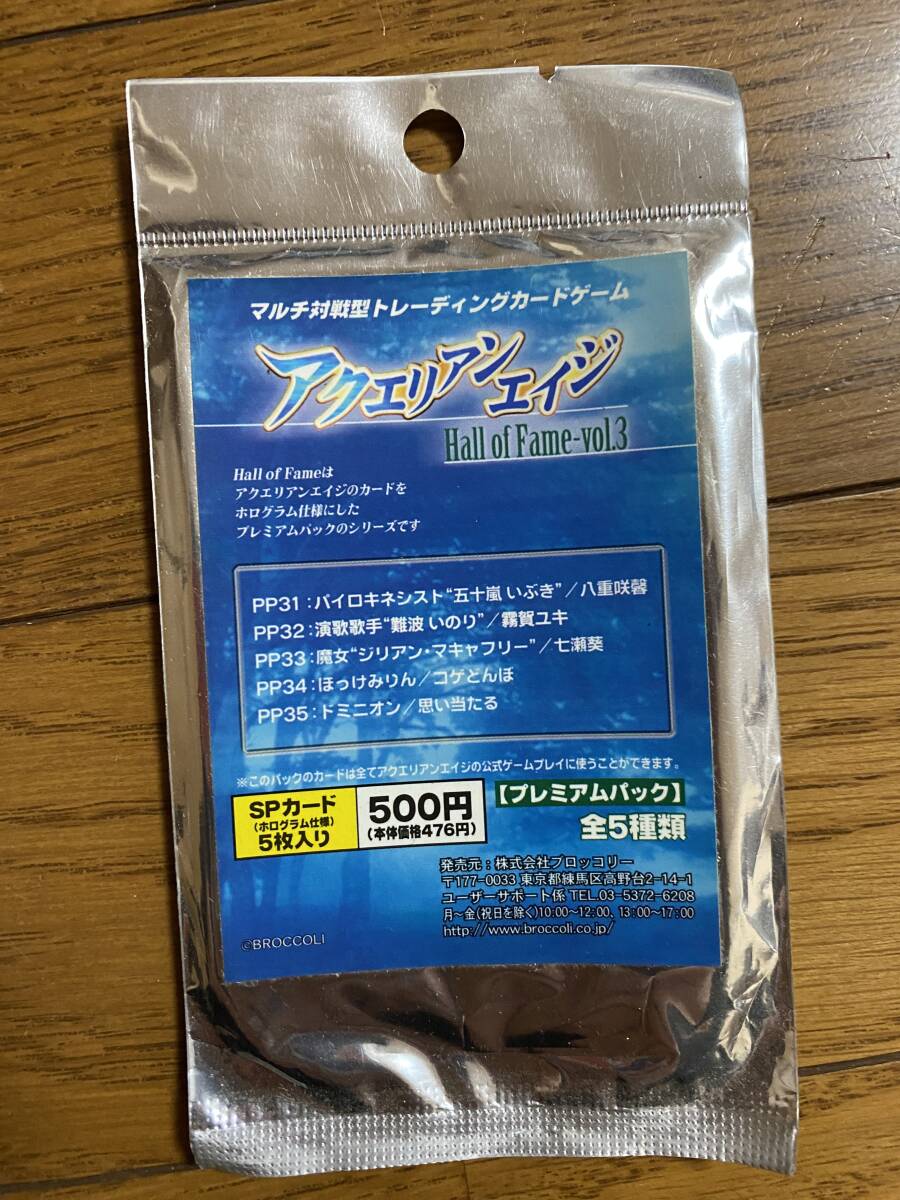 マルチ対戦型トレーディングカードゲーム
アクエリアンエイジ
Hall of Fame-vol.3
Hall of Fameは
アクエリアンエイジのカードを
ホログラム仕様にした
プレミアムパックのシリーズです
PP31：パイロキネシスト“五十嵐 いぶき”／八重咲馨
PP32：演歌歌手“難波 いのり”／霧賀ユキ
PP33：魔女“ジリアン・マキャフリー”／七瀬葵
PP34：ほっけみりん／コゲとんぼ
PP35：ドミニオン／思い当たる
※このパックのカードは全てアクエリアンエイジの公式ゲームプレイに使うことができます。
SPカード
（ホログラム仕様）
5枚入り
500円
（本体価格476円）
【プレミアムパック】
全5種類
発売元：株式会社ブロッコリー
〒177-0033 東京都練馬区高野台2-14-1
ユーザーサポート係 TEL.03-5372-6208
月～金（祝日を除く）10:00～12:00、13:00～17:00
http://www.broccoli.co.jp/
©BROCCOLI